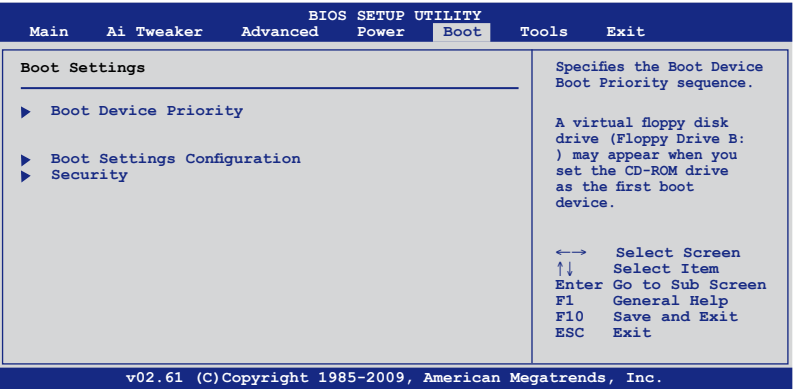 BIOS SETUP UTILITY
Main Ai Tweaker Advanced Power Boot Tools Exit
Boot Settings
Boot Device Priority
Boot Settings Configuration
Security
Specifies the Boot Device
Boot Priority sequence.
A virtual floppy disk
drive (Floppy Drive B:
) may appear when you
set the CD-ROM drive
as the first boot
device.
←→ Select Screen
↑↓ Select Item
Enter Go to Sub Screen
F1 General Help
F10 Save and Exit
ESC Exit
v02.61 (C)Copyright 1985-2009, American Megatrends, Inc.